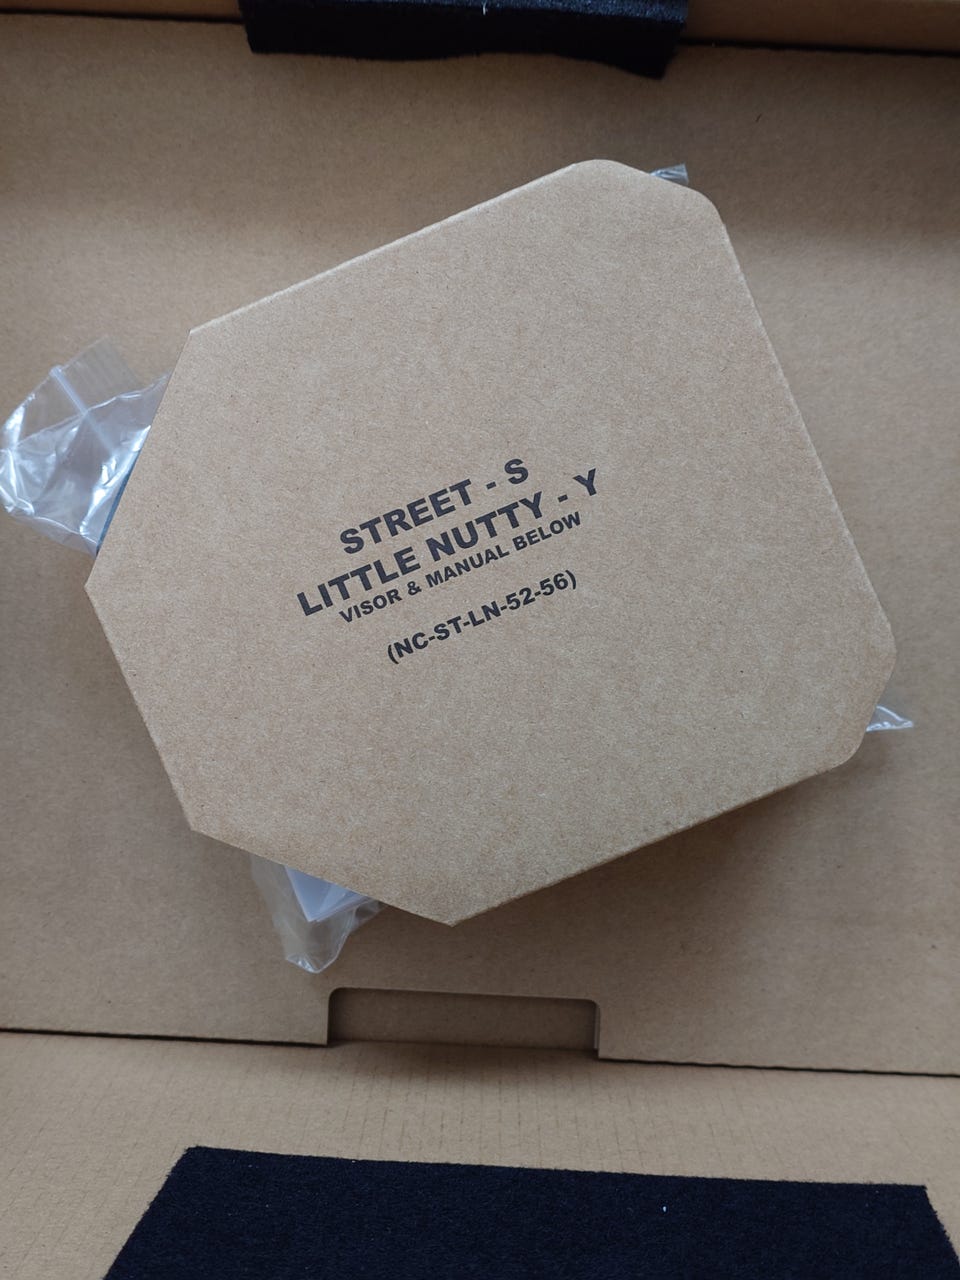 STREET - S
LITTLE NUTTY - Y
VISOR & MANUAL BELOW
(NC-ST-LN-52-56)